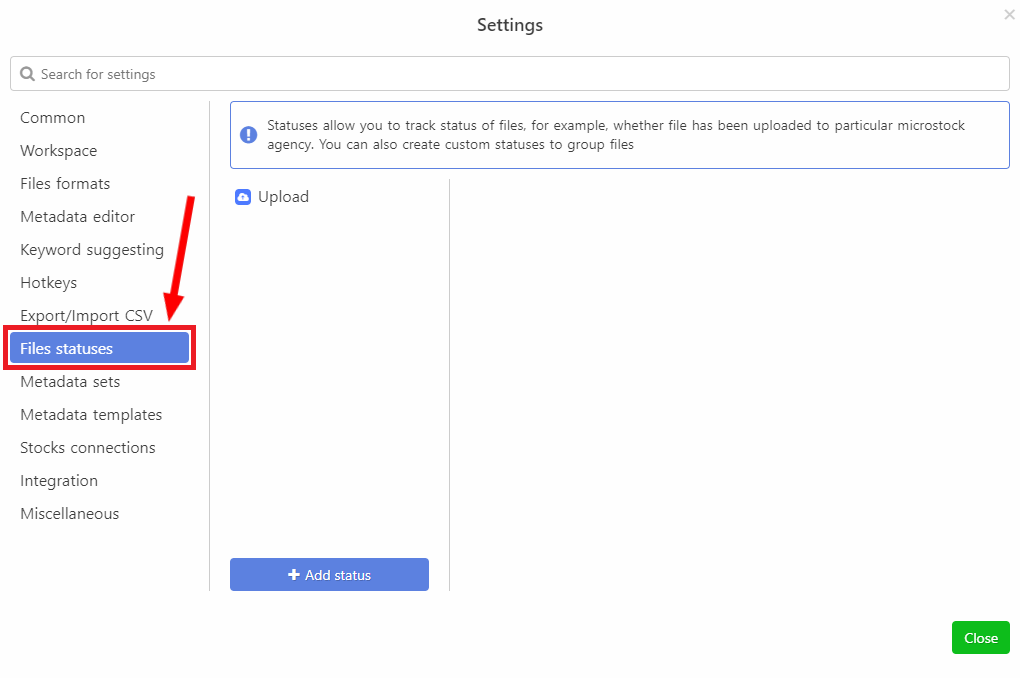 Settings
Search for settings
Common
Workspace
Files formats
Metadata editor
Keyword suggesting
Hotkeys
Export/Import CSV
Files statuses
Metadata sets
Metadata templates
Stocks connections
Integration
Miscellaneous
Statuses allow you to track status of files, for example, whether file has been uploaded to particular microstock
agency. You can also create custom statuses to group files
Upload
Add status
Close